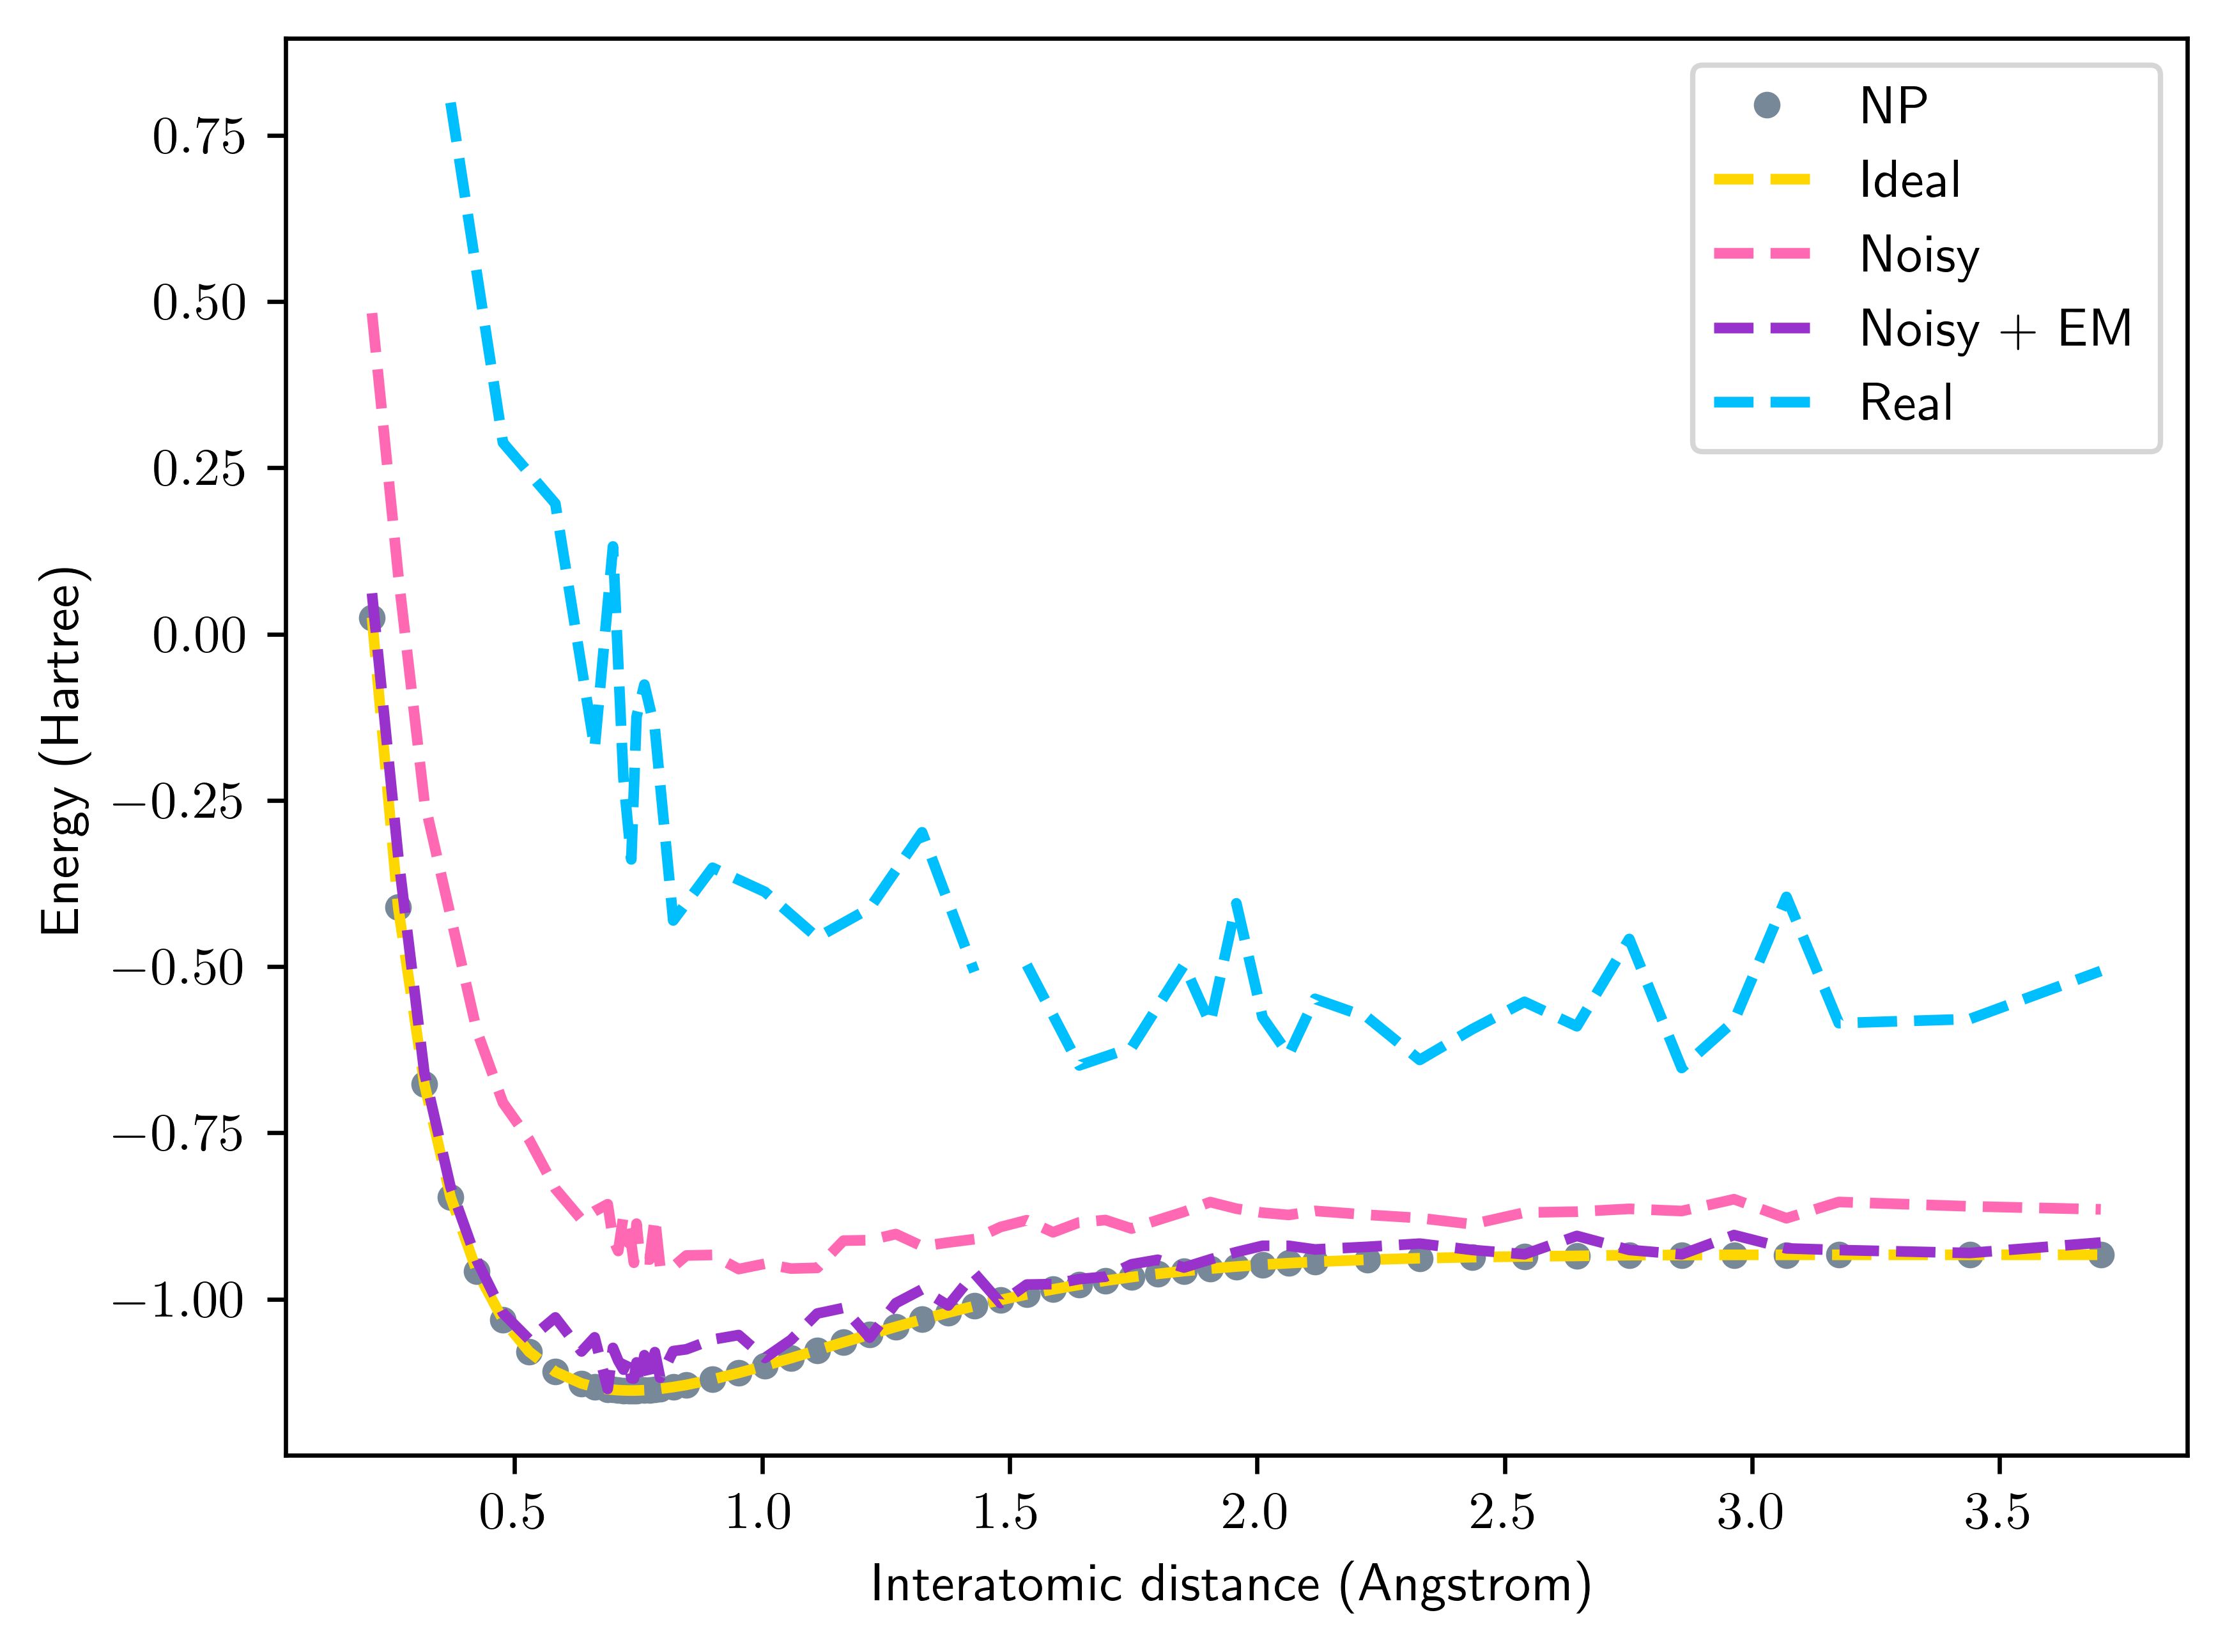 NP
Ideal
Noisy
Noisy + EM
Real
0.75
0.50
0.25
0.00
−0.25
−0.50
−0.75
−1.00
Energy (Hartree)
0.5 1.0 1.5 2.0 2.5 3.0 3.5
Interatomic distance (Angstrom)